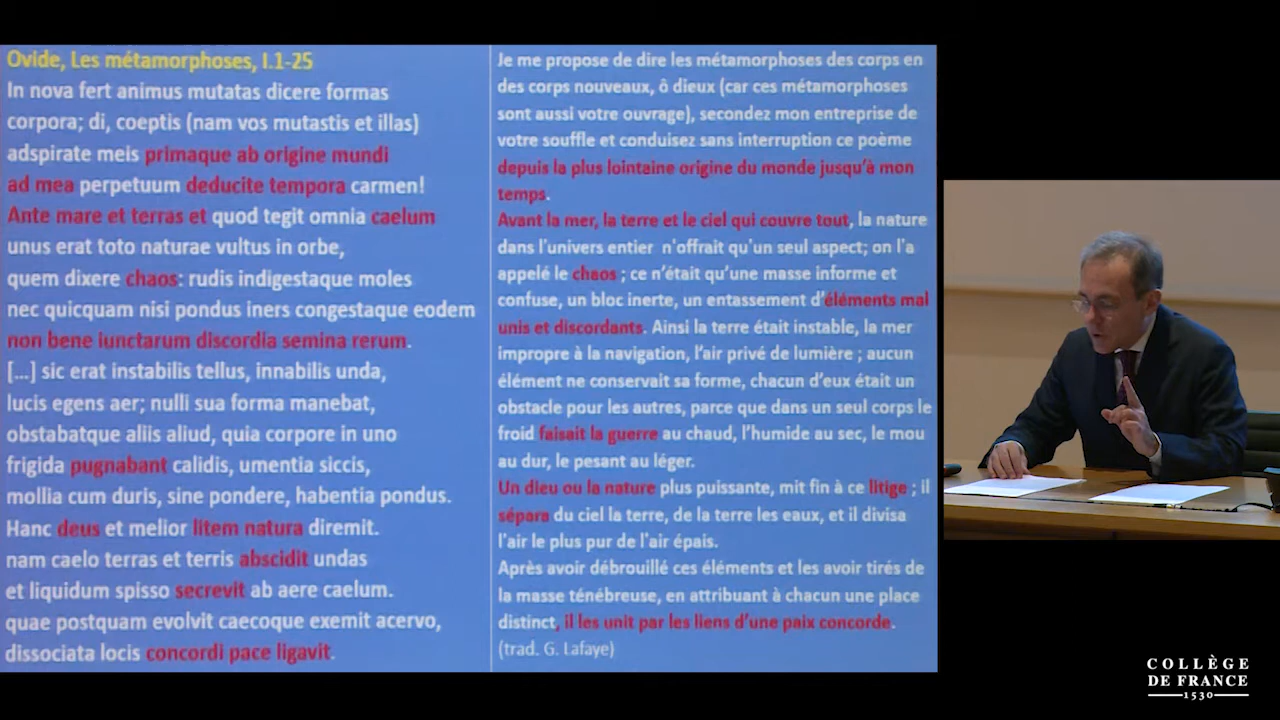 Ovide, Les métamorphoses, I.1-25
In nova fert animus mutatas dicere formas
corpora; di, coeptis (nam vos mutastis et illas)
adspirate meis primaque ab origine mundi
ad mea perpetuum deducite tempora carmen!
Ante mare et terras et quod tegit omnia caelum
unus erat toto naturae vultus in orbe,
quem dixere chaos: rudis indigestaque moles
nec quicquam nisi pondus iners congestaque eodem
non bene iunctarum discordia semina rerum.
[...] sic erat instabilis tellus, innabilis unda,
lucis egens aer; nulli sua forma manebat,
obstabatque aliis aliud, quia corpore in uno
frigida pugnabant calidis, umentia siccis,
mollia cum duris, sine pondere, habentia pondus.
Hanc deus et melior litem natura diremit.
nam caelo terras et terris abscidit undas
et liquidum spisso secrevit ab aere caelum.
quae postquam evolvit caecoque exemit acervo,
dissociata locis concordi pace ligavit.
Je me propose de dire les métamorphoses des corps en
des corps nouveaux, ô dieux (car ces métamorphoses
sont aussi votre ouvrage), secondez mon entreprise de
votre souffle et conduisez sans interruption ce poème
depuis la plus lointaine origine du monde jusqu'à mon
temps.
Avant la mer, la terre et le ciel qui couvre tout, la nature
dans l'univers entier n'offrait qu'un seul aspect; on l'a
appelé le chaos ; ce n'était qu'une masse informe et
confuse, un bloc inerte, un entassement d'éléments mal
unis et discordants. Ainsi la terre était instable, la mer
impropre à la navigation, l'air privé de lumière ; aucun
élément ne conservait sa forme, chacun d'eux était un
obstacle pour les autres, parce que dans un seul corps le
froid faisait la guerre au chaud, l'humide au sec, le mou
au dur, le pesant au léger.
Un dieu ou la nature plus puissante, mit fin à ce litige ; il
sépara du ciel la terre, de la terre les eaux, et il divisa
l'air le plus pur de l'air épais.
Après avoir débrouillé ces éléments et les avoir tirés de
la masse ténébreuse, en attribuant à chacun une place
distinct, il les unit par les liens d'une paix concorde.
(trad. G. Lafaye)
COLLÈGE
DE FRANCE
1530